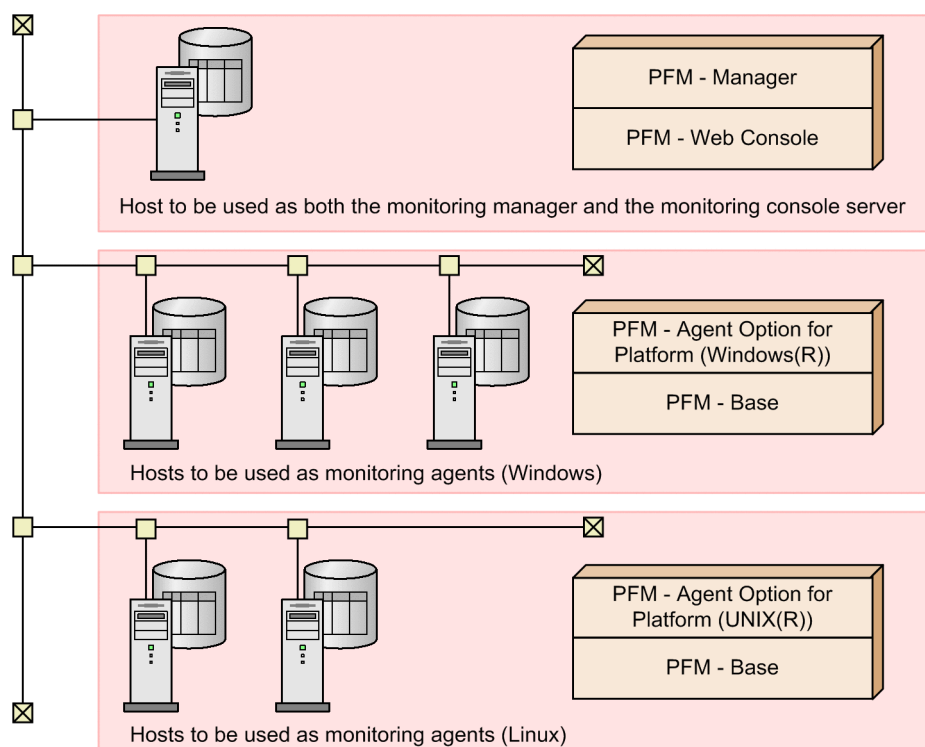 PFM - Manager
PFM - Web Console
Host to be used as both the monitoring manager and the monitoring console server
PFM - Agent Option for
Platform (Windows(R))
PFM - Base
Hosts to be used as monitoring agents (Windows)
PFM - Agent Option for
Platform (UNIX(R))
PFM - Base
Hosts to be used as monitoring agents (Linux)